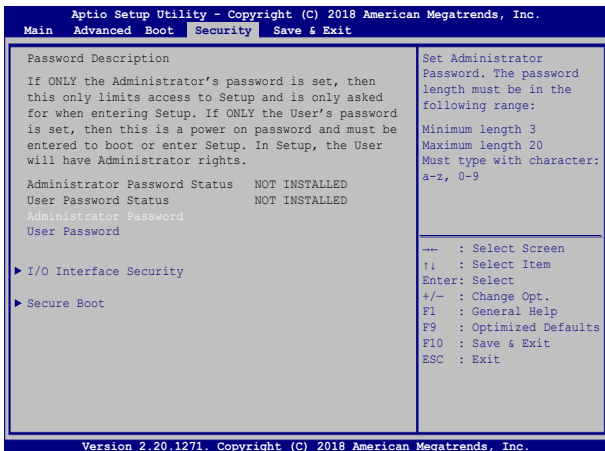 Aptio Setup Utility - Copyright (C) 2018 American Megatrends, Inc.
Main Advanced Boot Security Save & Exit
Password Description
If ONLY the Administrator's password is set, then
this only limits access to Setup and is only asked
for when entering Setup. If ONLY the User's password
is set, then this is a power on password and must be
entered to boot or enter Setup. In Setup, the User
will have Administrator rights.
Administrator Password Status NOT INSTALLED
User Password Status NOT INSTALLED
Administrator Password
User Password
▶ I/O Interface Security
▶ Secure Boot
Set Administrator
Password. The password
length must be in the
following range:
Minimum length 3
Maximum length 20
Must type with character:
a-z, 0-9
→← : Select Screen
↑↓ : Select Item
Enter: Select
+/− : Change Opt.
F1 : General Help
F9 : Optimized Defaults
F10 : Save & Exit
ESC : Exit
Version 2.20.1271. Copyright (C) 2018 American Megatrends, Inc.